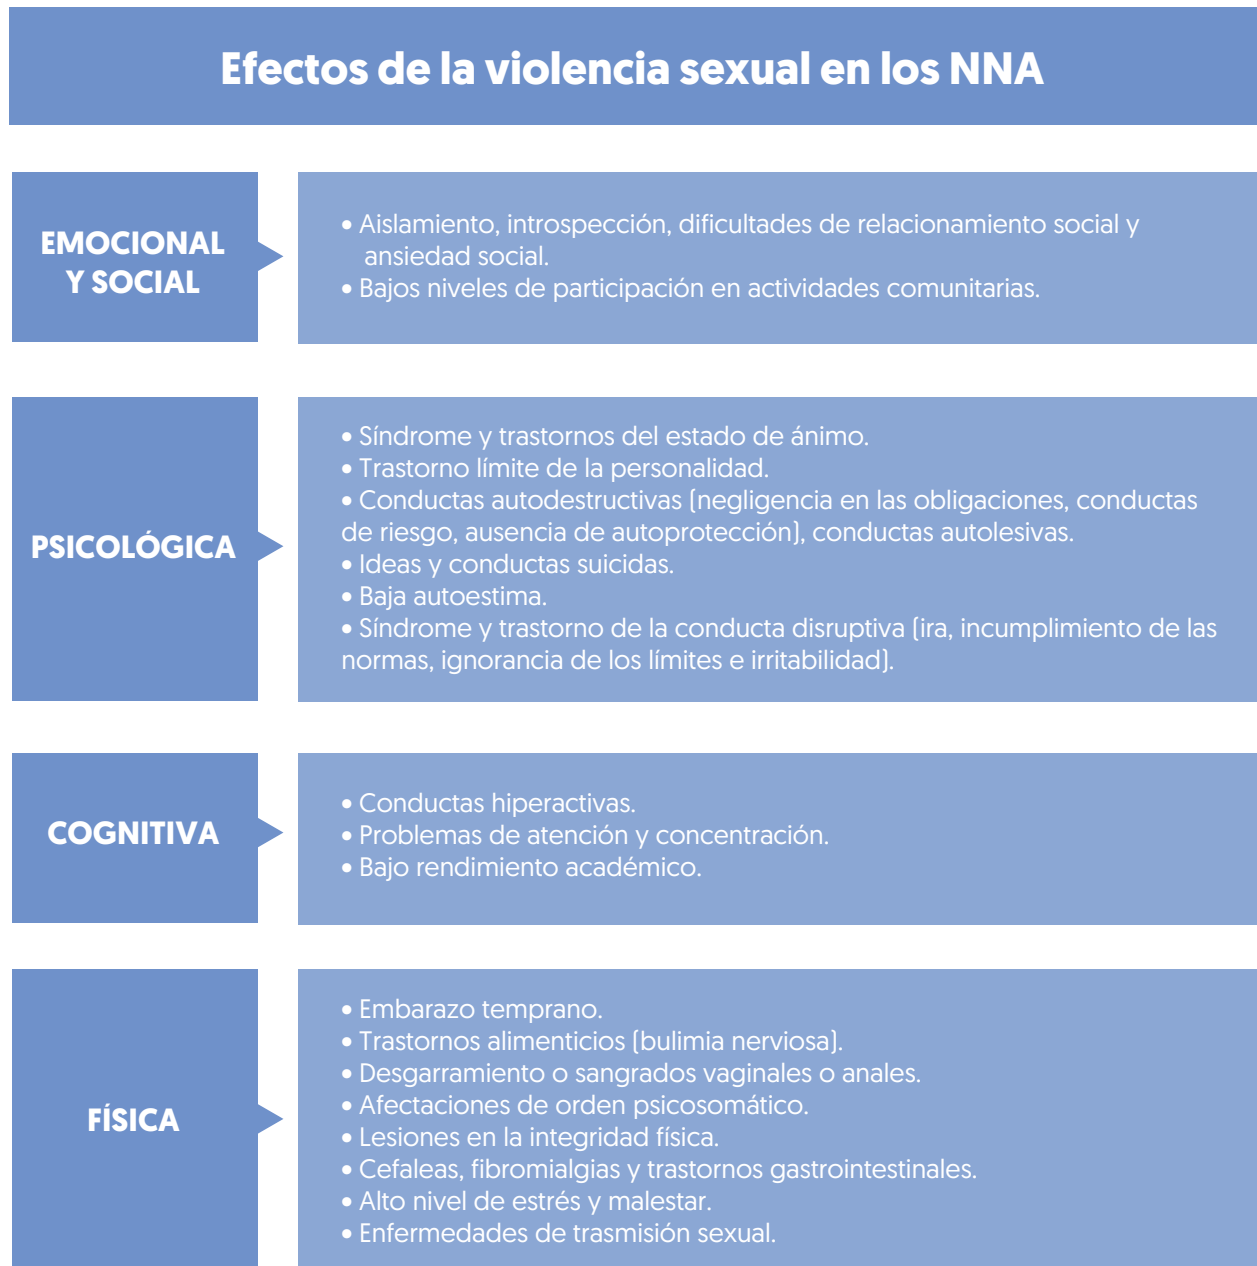 Efectos de la violencia sexual en los NNA
EMOCIONAL
Y SOCIAL
• Aislamiento, introspección, dificultades de relacionamiento social y
ansiedad social.
• Bajos niveles de participación en actividades comunitarias.
PSICOLÓGICA
• Síndrome y trastornos del estado de ánimo.
• Trastorno límite de la personalidad.
• Conductas autodestructivas (negligencia en las obligaciones, conductas
de riesgo, ausencia de autoprotección), conductas autolesivas.
• Ideas y conductas suicidas.
• Baja autoestima.
• Síndrome y trastorno de la conducta disruptiva (ira, incumplimiento de las
normas, ignorancia de los límites e irritabilidad).
COGNITIVA
• Conductas hiperactivas.
• Problemas de atención y concentración.
• Bajo rendimiento académico.
FÍSICA
• Embarazo temprano.
• Trastornos alimenticios (bulimia nerviosa).
• Desgarramiento o sangrados vaginales o anales.
• Afectaciones de orden psicosomático.
• Lesiones en la integridad física.
• Cefaleas, fibromialgias y trastornos gastrointestinales.
• Alto nivel de estrés y malestar.
• Enfermedades de trasmisión sexual.